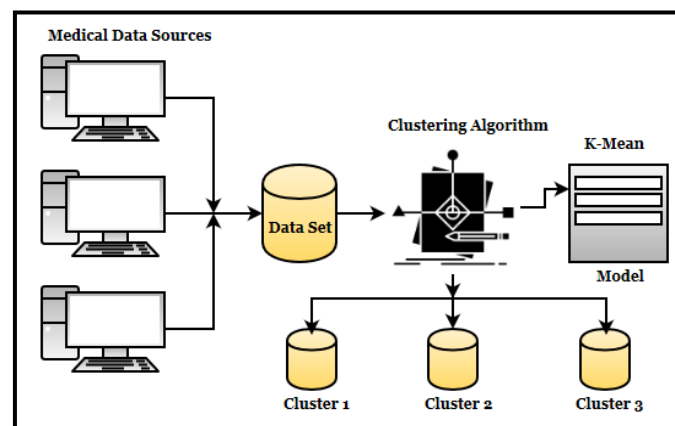 Medical Data Sources
Clustering Algorithm
K-Mean
Data Set
Model
Cluster 1
Cluster 2
Cluster 3